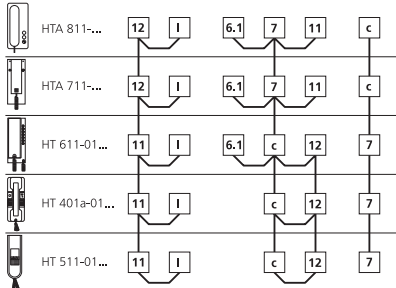 HTA 811-... 12 I 6.1 7 11 c
HTA 711-... 12 I 6.1 7 11 c
HT 611-01... 11 I 6.1 c 12 7
HT 401a-01... 11 I c 12 7
HT 511-01... 11 I c 12 7